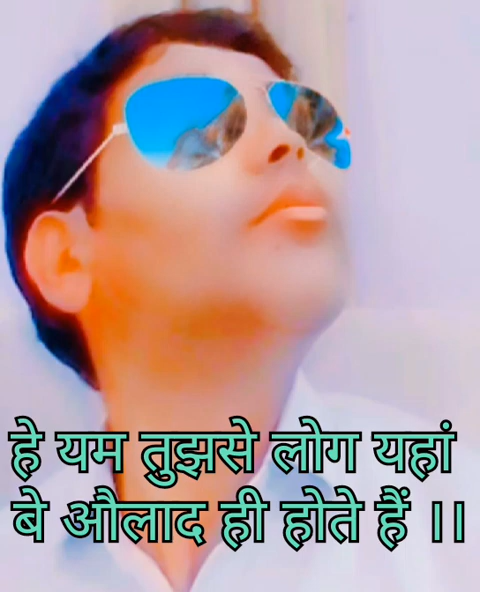 हे यम तुझसे लोग यहां
बे औलाद ही होते हैं ।।